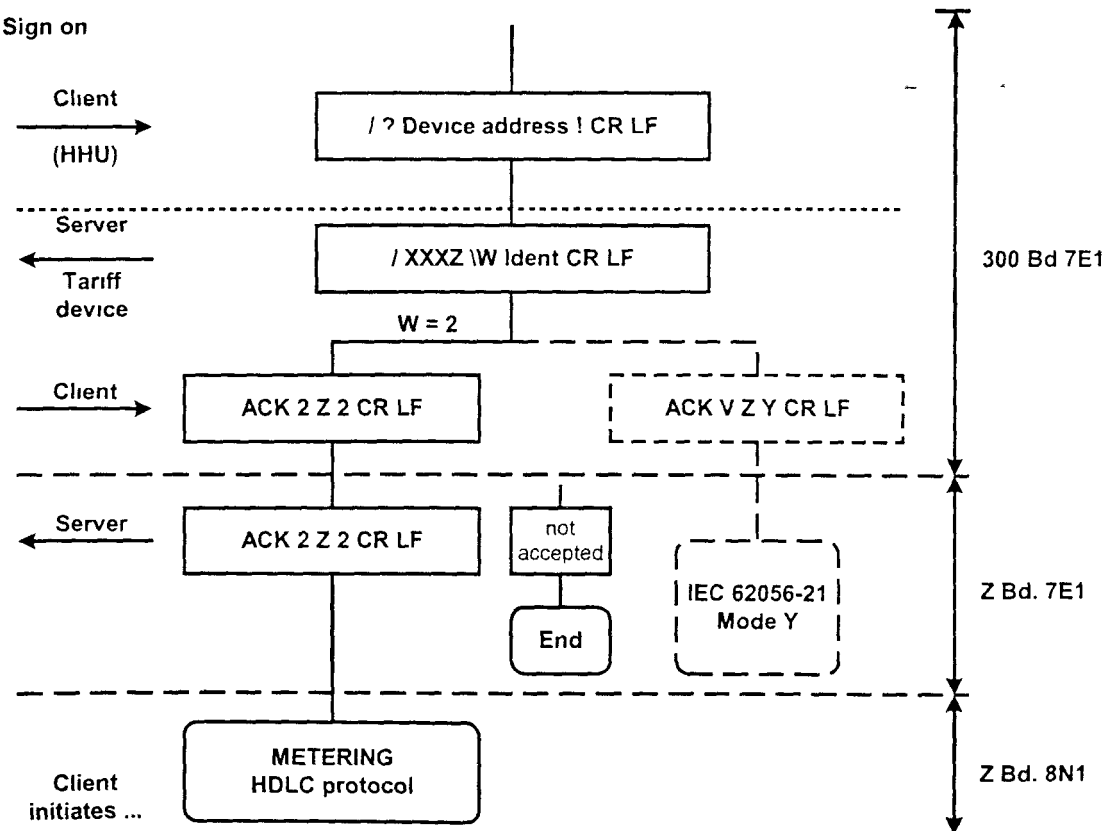 Sign on
Client
(HHU)
/ ? Device address ! CR LF
Server
Tariff
device
/ XXXZ \W Ident CR LF
300 Bd 7E1
W = 2
Client
ACK 2 Z 2 CR LF
ACK V Z Y CR LF
Server
ACK 2 Z 2 CR LF
not
accepted
End
IEC 62056-21
Mode Y
Z Bd. 7E1
METERING
HDLC protocol
Client
initiates ...
Z Bd. 8N1